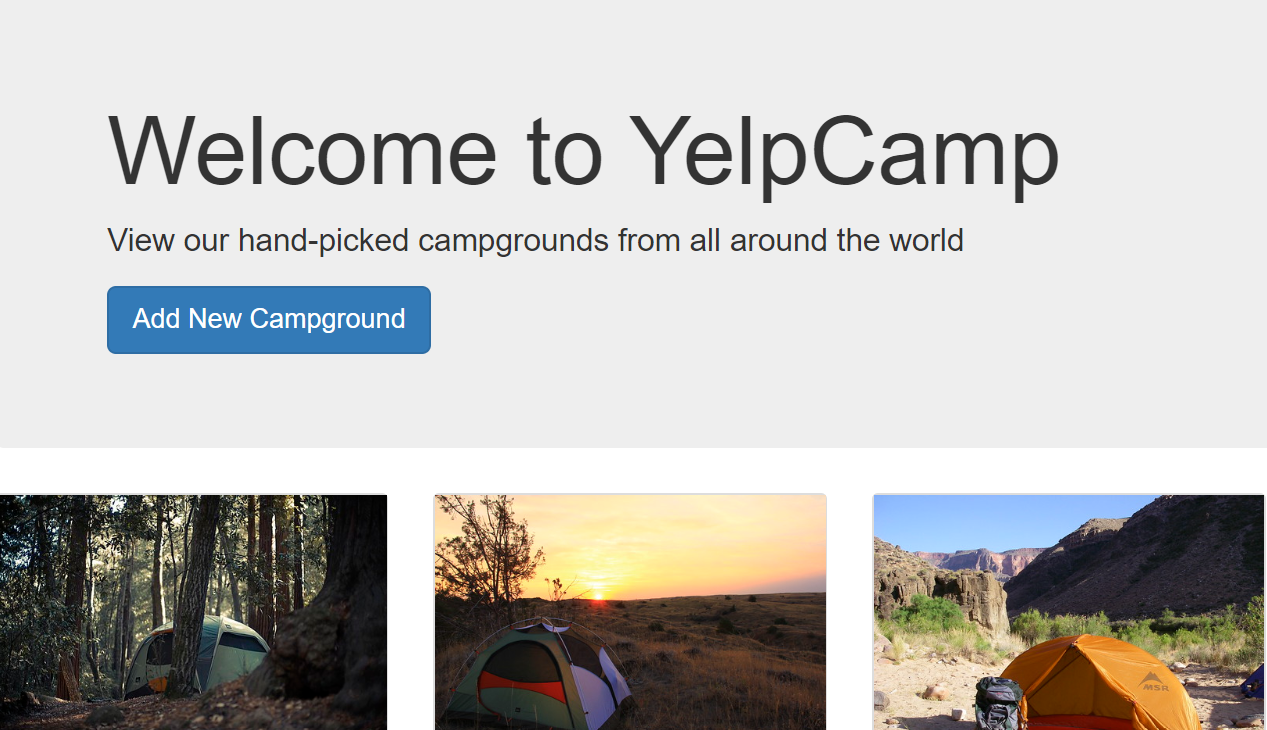 Welcome to YelpCamp
View our hand-picked campgrounds from all around the world
Add New Campground
MSR